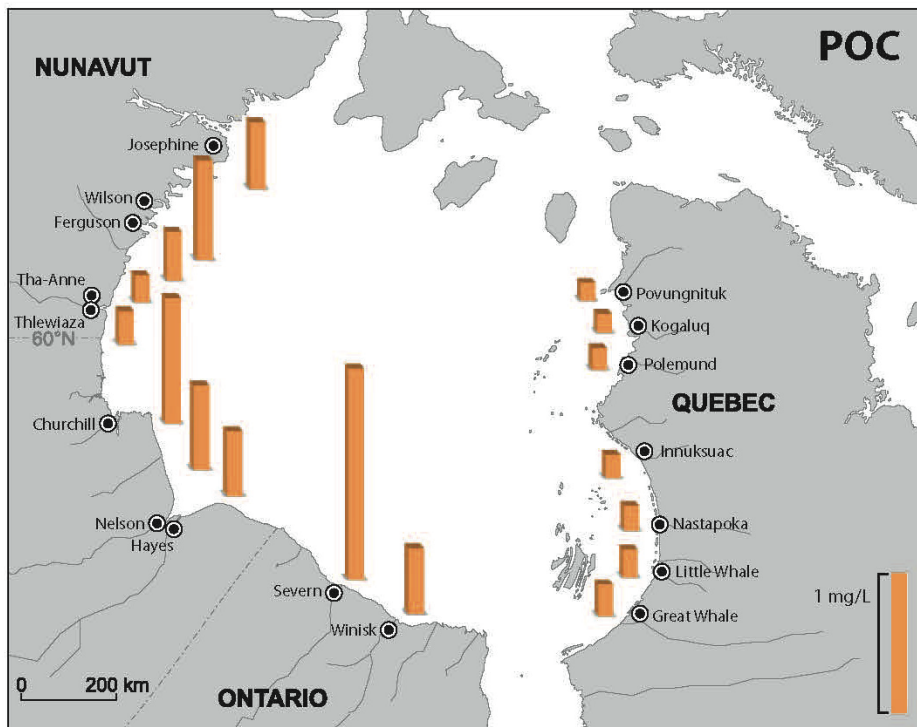 POC
NUNAVUT
Josephine
Wilson
Ferguson
Tha-Anne
Thlewiaza
60°N
Churchill
Nelson
Hayes
Severn
Winisk
Povungnituk
Kogaluq
Polemund
QUEBEC
Innuksuac
Nastapoka
Little Whale
Great Whale
1 mg/L
0 200 km
ONTARIO